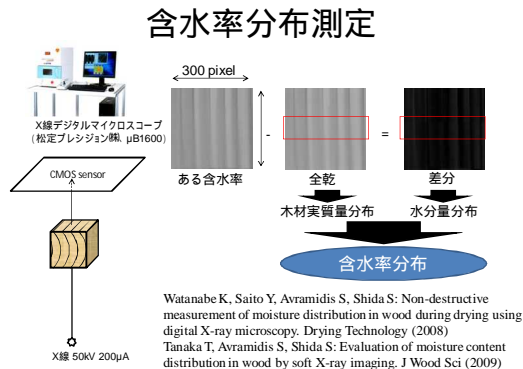 含水率分布測定
300 pixel
X線デジタルマイクロスコープ
(松定プレシジョン㈱, μB1600)
-
=
CMOS sensor
ある含水率
全乾
差分
木材実質量分布
水分量分布
含水率分布
X線 50kV 200μA
Watanabe K, Saito Y, Avramidis S, Shida S: Non-destructive
measurement of moisture distribution in wood during drying using
digital X-ray microscopy. Drying Technology (2008)
Tanaka T, Avramidis S, Shida S: Evaluation of moisture content
distribution in wood by soft X-ray imaging. J Wood Sci (2009)